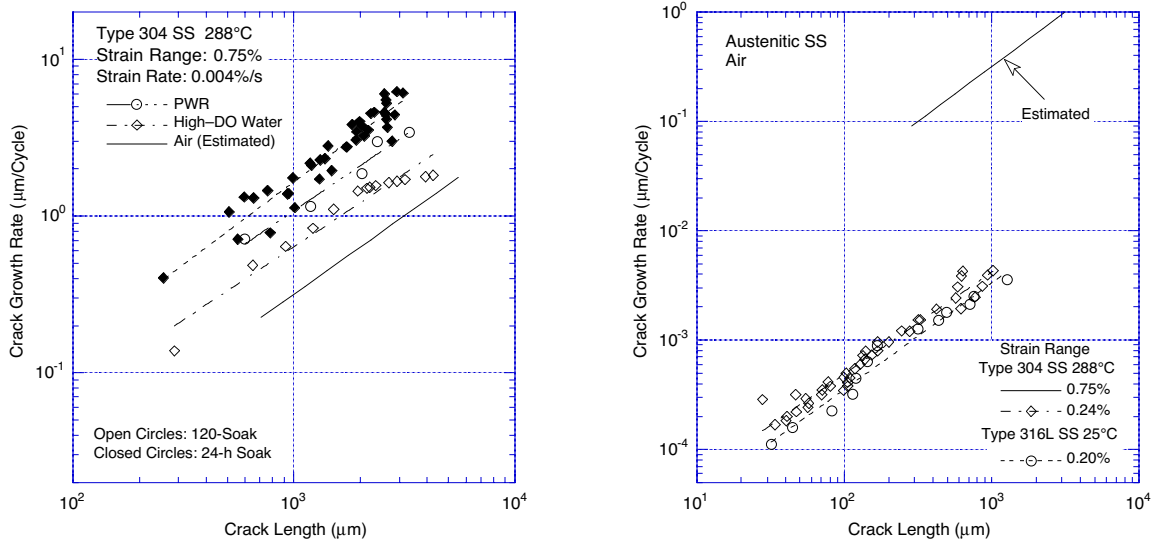 Type 304 SS 288°C
Strain Range: 0.75%
Strain Rate: 0.004%/s
PWR
High–DO Water
Air (Estimated)
Open Circles: 120-Soak
Closed Circles: 24-h Soak
10¹
10⁰
10⁻¹
10² 10³ 10⁴
Crack Growth Rate (μm/Cycle)
Crack Length (μm)
Austenitic SS
Air
Estimated
Strain Range
Type 304 SS 288°C
0.75%
0.24%
Type 316L SS 25°C
0.20%
10⁰
10⁻¹
10⁻²
10⁻³
10⁻⁴
10¹ 10² 10³ 10⁴
Crack Growth Rate (μm/Cycle)
Crack Length (μm)